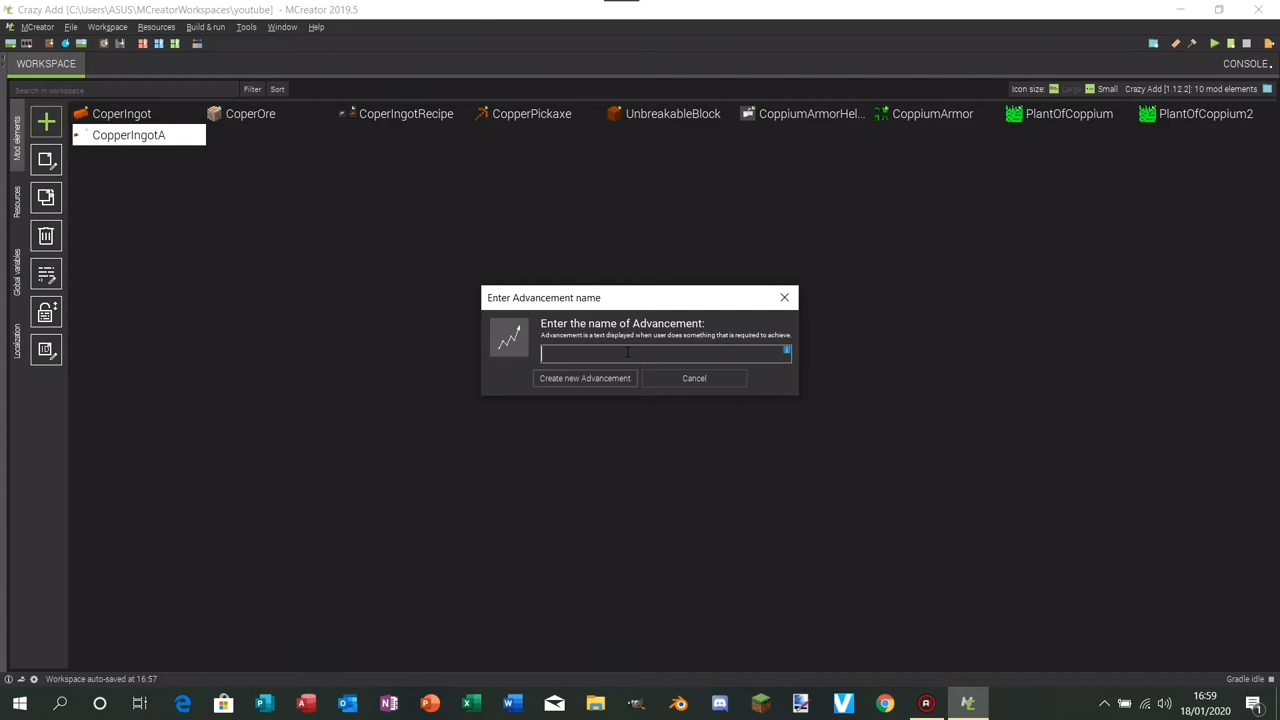 Crazy Add [C:\Users\ASUS\MCreatorWorkspaces\youtube] - MCreator 2019.5
MCreator File Workspace Resources Build & run Tools Window Help
WORKSPACE
CONSOLE
Search in workspace
Filter Sort
Icon size: Large Small Crazy Add [1.12.2]: 10 mod elements
CoperIngot CoperOre CoperIngotRecipe CopperPickaxe UnbreakableBlock CoppiumArmorHel... CoppiumArmor PlantOfCoppium PlantOfCoppium2
CopperIngotA
Mod elements
Resources
Global variables
Location
Enter Advancement name
Enter the name of Advancement:
Advancement is a text displayed when user does something that is required to achieve.
Create new Advancement Cancel
Workspace auto-saved at 16:57
Gradle idle
16:59
18/01/2020